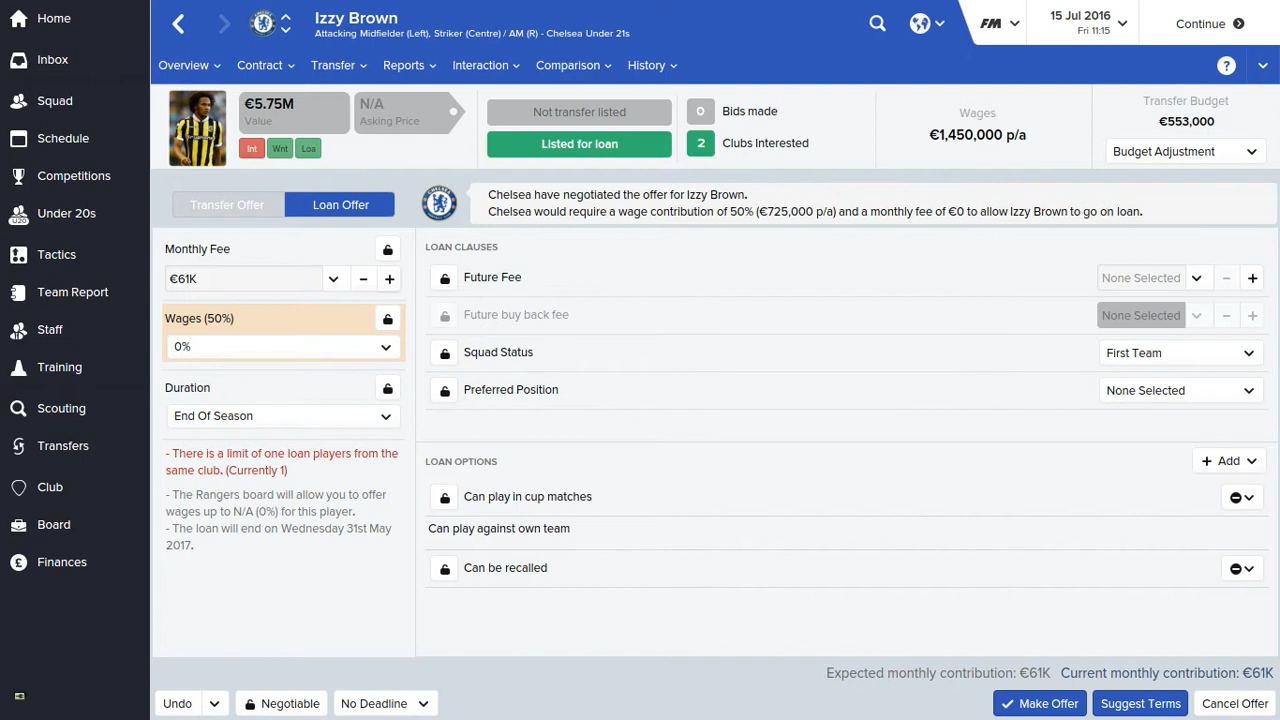 Home
Inbox
Squad
Schedule
Competitions
Under 20s
Tactics
Team Report
Staff
Training
Scouting
Transfers
Club
Board
Finances
Izzy Brown
Attacking Midfielder (Left), Striker (Centre) / AM (R) - Chelsea Under 21s
FM
15 Jul 2016
Fri 11:15
Continue
Overview
Contract
Transfer
Reports
Interaction
Comparison
History
?
€5.75M
Value
N/A
Asking Price
Int
Wnt
Loa
Not transfer listed
Listed for loan
0 Bids made
2 Clubs Interested
Wages
€1,450,000 p/a
Transfer Budget
€553,000
Budget Adjustment
Transfer Offer
Loan Offer
Chelsea have negotiated the offer for Izzy Brown.
Chelsea would require a wage contribution of 50% (€725,000 p/a) and a monthly fee of €0 to allow Izzy Brown to go on loan.
Monthly Fee
€61K
Wages (50%)
0%
Duration
End Of Season
- There is a limit of one loan players from the
same club. (Currently 1)
- The Rangers board will allow you to offer
wages up to N/A (0%) for this player.
- The loan will end on Wednesday 31st May
2017.
LOAN CLAUSES
Future Fee
None Selected
Future buy back fee
None Selected
Squad Status
First Team
Preferred Position
None Selected
LOAN OPTIONS
Add
Can play in cup matches
Can play against own team
Can be recalled
Expected monthly contribution: €61K
Current monthly contribution: €61K
Undo
Negotiable
No Deadline
Make Offer
Suggest Terms
Cancel Offer